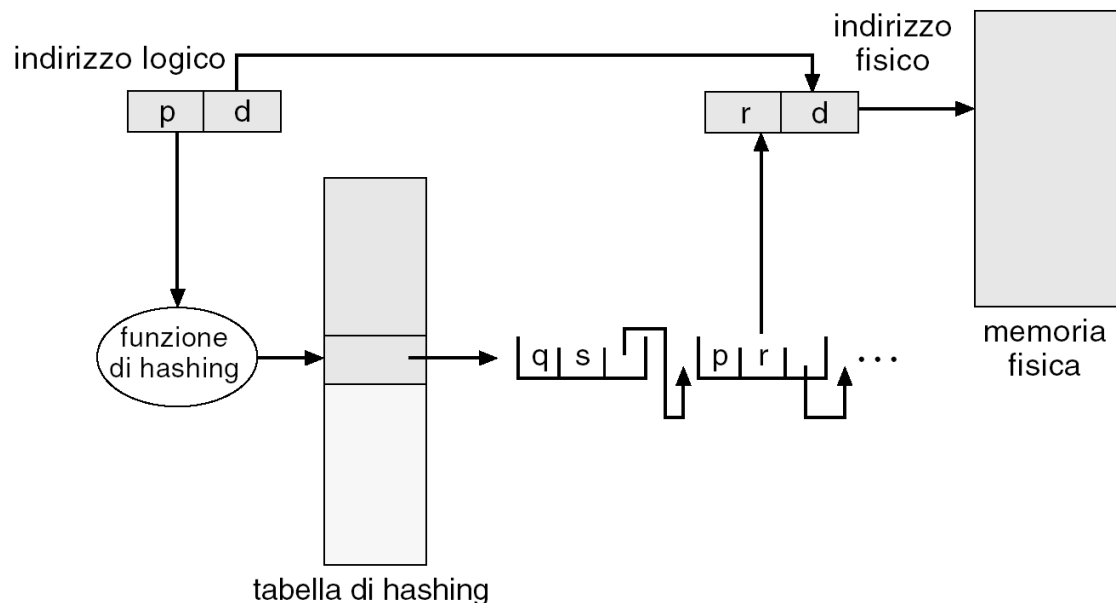 indirizzo logico
indirizzo
fisico
p d
r d
funzione
di hashing
q s
p r
...
memoria
fisica
tabella di hashing